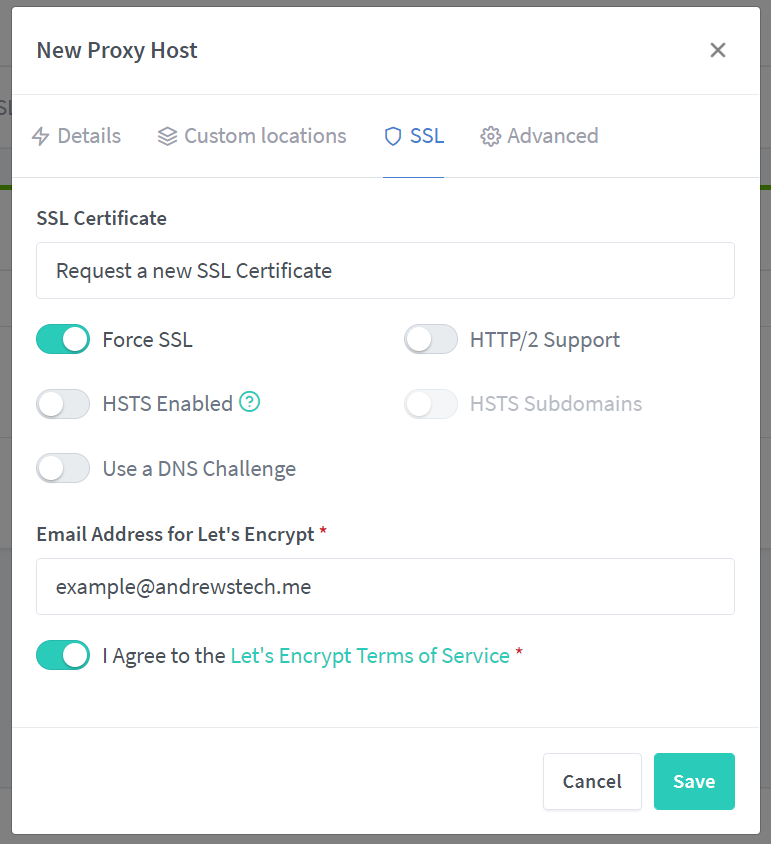 New Proxy Host
SL
Details Custom locations SSL Advanced
SSL Certificate
Request a new SSL Certificate
Force SSL HTTP/2 Support
HSTS Enabled ? HSTS Subdomains
Use a DNS Challenge
Email Address for Let's Encrypt *
example@andrewstech.me
I Agree to the Let's Encrypt Terms of Service *
Cancel Save